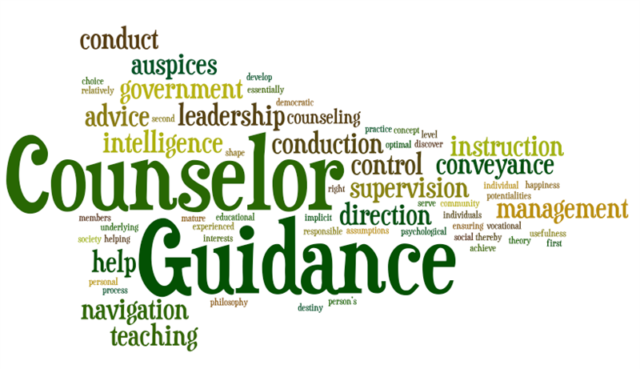 conduct
auspices
choice develop
relatively government essentially
democratic
advice second leadership counseling
intelligence shape conduction practice concept level
optimal discover instruction
Counselor control conveyance
right supervision individual happiness
potentialities
members mature educational implicit direction serve community individuals management
underlying experienced responsible assumptions psychological ensuring vocational
society helping interests social thereby theory usefulness
achieve first
help Guidance
personal
process
navigation philosophy destiny person's
teaching